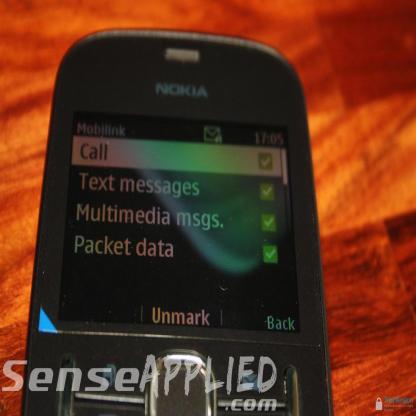 NOKIA
Mobilink 17:05
Call
Text messages
Multimedia msgs.
Packet data
Unmark
Back
SenseAPPLIED
.com